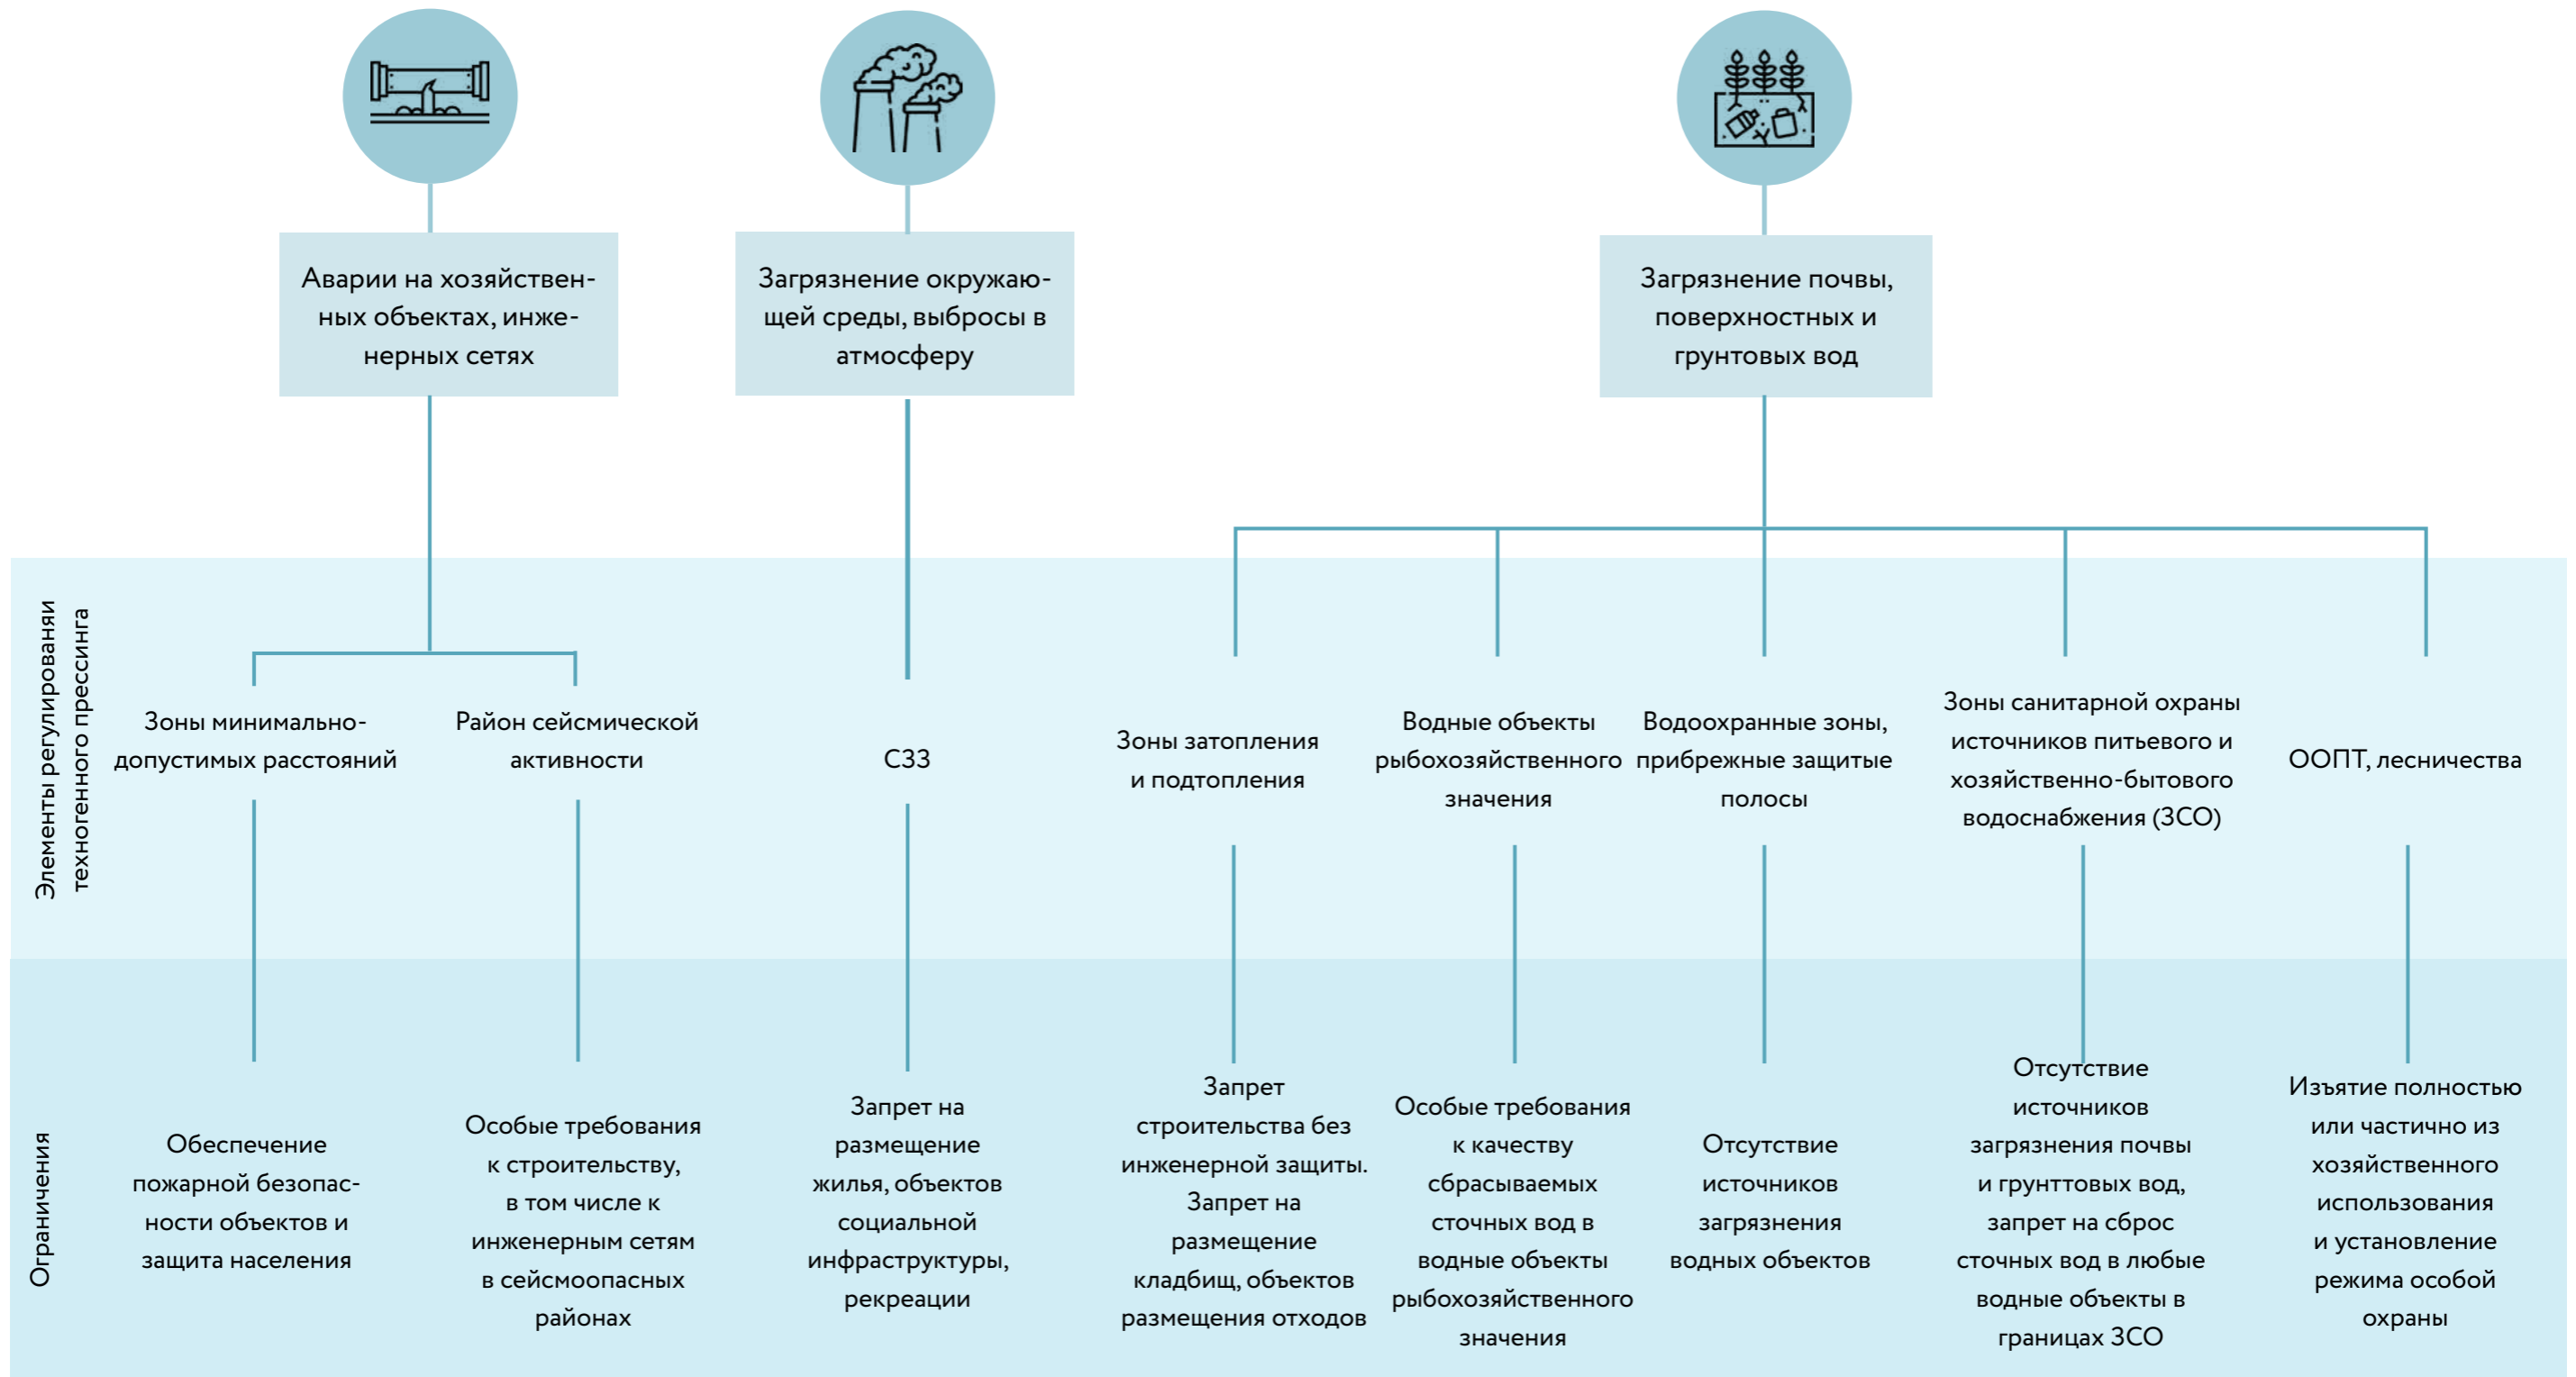 Аварии на хозяйствен-
ных объектах, инже-
нерных сетях
Загрязнение окружаю-
щей среды, выбросы в
атмосферу
Загрязнение почвы,
поверхностных и
грунтовых вод
Элементы регулированяи
техногенного прессинга
Зоны минимально-
допустимых расстояний
Район сейсмической
активности
СЗЗ
Зоны затопления
и подтопления
Водные объекты
рыбохозяйственного
значения
Водоохранные зоны,
прибрежные защитые
полосы
Зоны санитарной охраны
источников питьевого и
хозяйственно-бытового
водоснабжения (ЗСО)
ООПТ, лесничества
Ограничения
Обеспечение
пожарной безопас-
ности объектов и
защита населения
Особые требования
к строительству,
в том числе к
инженерным сетям
в сейсмоопасных
районах
Запрет на
размещение
жилья, объектов
социальной
инфраструктуры,
рекреации
Запрет
строительства без
инженерной защиты.
Запрет на
размещение
кладбищ, объектов
размещения отходов
Особые требования
к качеству
сбрасываемых
сточных вод в
водные объекты
рыбохозяйственного
значения
Отсутствие
источников
загрязнения
водных объектов
Отсутствие
источников
загрязнения почвы
и грунттовых вод,
запрет на сброс
сточных вод в любые
водные объекты в
границах ЗСО
Изъятие полностью
или частично из
хозяйственного
использования
и установление
режима особой
охраны